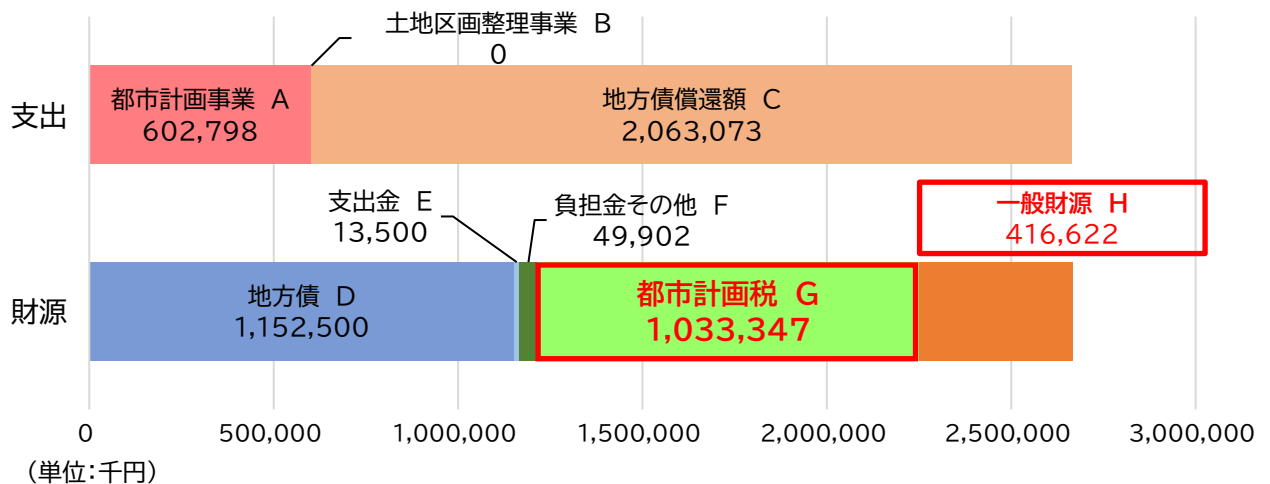 土地区画整理事業 B
0
支出
都市計画事業 A
602,798
地方債償還額 C
2,063,073
支出金 E
13,500
負担金その他 F
49,902
一般財源 H
416,622
財源
地方債 D
1,152,500
都市計画税 G
1,033,347
0 500,000 1,000,000 1,500,000 2,000,000 2,500,000 3,000,000
(単位:千円)